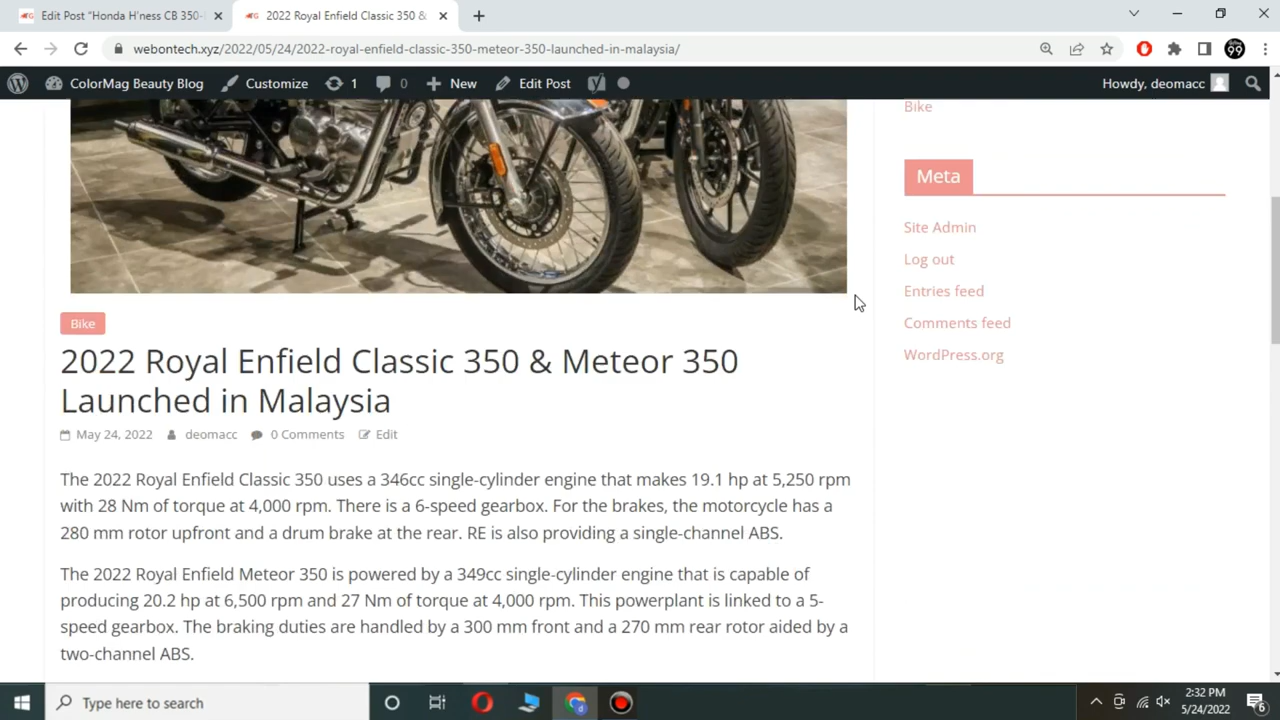 Edit Post "Honda H'ness CB 350-
2022 Royal Enfield Classic 350 &
webontech.xyz/2022/05/24/2022-royal-enfield-classic-350-meteor-350-launched-in-malaysia/
ColorMag Beauty Blog
Customize
1
0
New
Edit Post
Howdy, deomacc
Bike
Meta
Site Admin
Log out
Entries feed
Comments feed
WordPress.org
Bike
2022 Royal Enfield Classic 350 & Meteor 350
Launched in Malaysia
May 24, 2022 deomacc 0 Comments Edit
The 2022 Royal Enfield Classic 350 uses a 346cc single-cylinder engine that makes 19.1 hp at 5,250 rpm
with 28 Nm of torque at 4,000 rpm. There is a 6-speed gearbox. For the brakes, the motorcycle has a
280 mm rotor upfront and a drum brake at the rear. RE is also providing a single-channel ABS.
The 2022 Royal Enfield Meteor 350 is powered by a 349cc single-cylinder engine that is capable of
producing 20.2 hp at 6,500 rpm and 27 Nm of torque at 4,000 rpm. This powerplant is linked to a 5-
speed gearbox. The braking duties are handled by a 300 mm front and a 270 mm rear rotor aided by a
two-channel ABS.
Type here to search
2:32 PM
5/24/2022
6